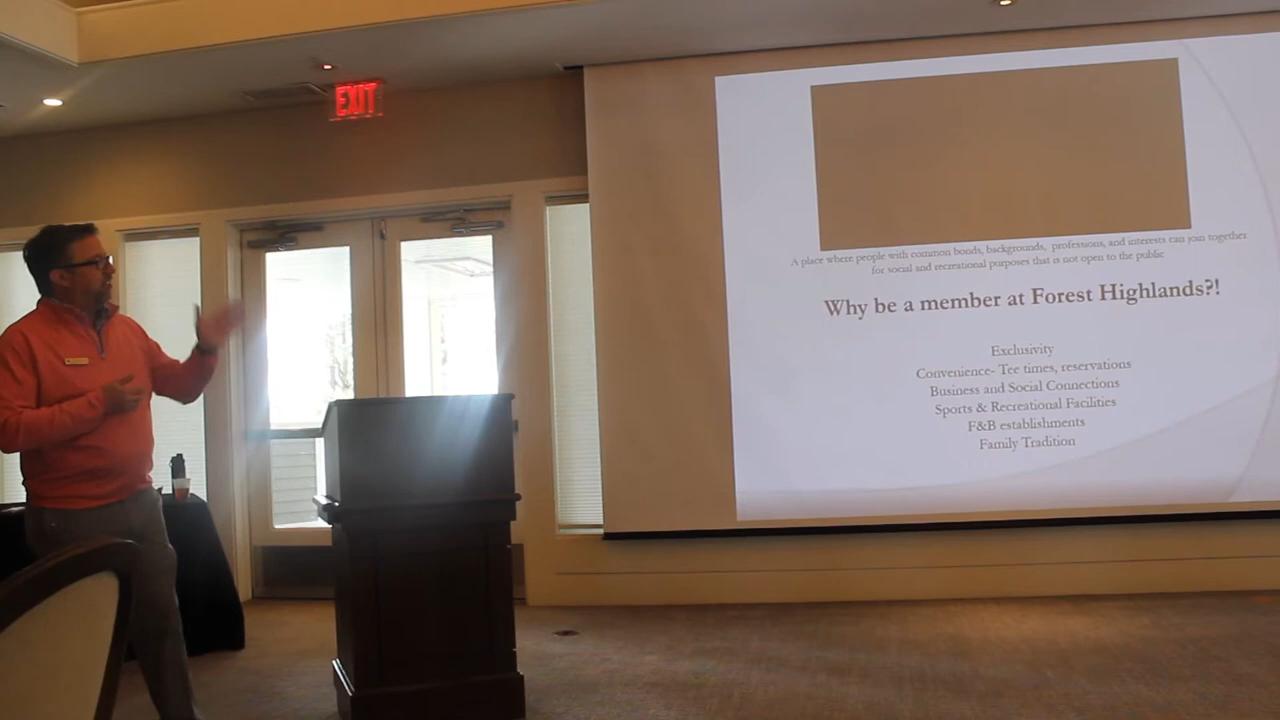 EXIT
A place where people with common bonds, backgrounds, professions, and interests can join together
for social and recreational purposes that is not open to the public
Why be a member at Forest Highlands?!
Exclusivity
Convenience- Tee times, reservations
Business and Social Connections
Sports & Recreational Facilities
F&B establishments
Family Tradition